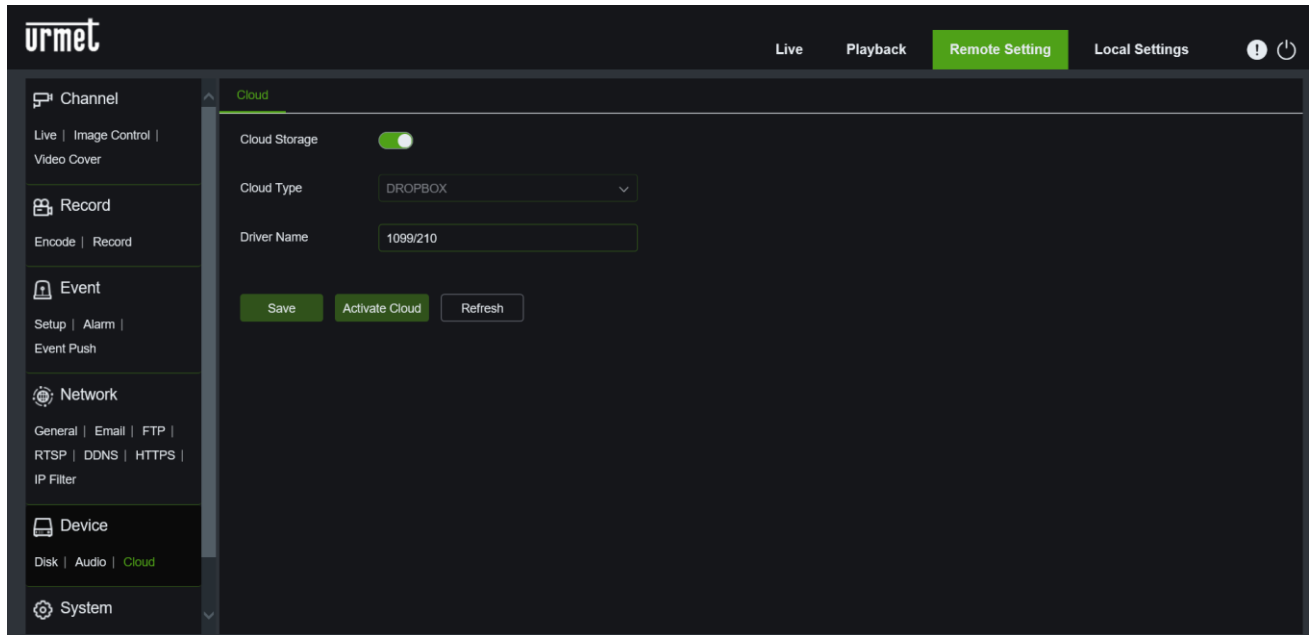 urmet
Live Playback Remote Setting Local Settings
Channel
Live | Image Control |
Video Cover
Record
Encode | Record
Event
Setup | Alarm |
Event Push
Network
General | Email | FTP |
RTSP | DDNS | HTTPS |
IP Filter
Device
Disk | Audio | Cloud
System
Cloud
Cloud Storage
Cloud Type DROPBOX
Driver Name 1099/210
Save Activate Cloud Refresh